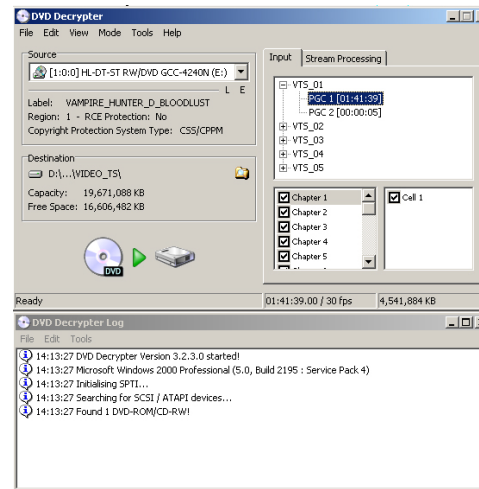 DVD Decrypter
File Edit View Mode Tools Help
Source
[1:0:0] HL-DT-ST RW/DVD GCC-4240N (E:)
L E
Label: VAMPIRE_HUNTER_D_BLOODLUST
Region: 1 - RCE Protection: No
Copyright Protection System Type: CSS/CPPM
Destination
D:\...\VIDEO_TS\
Capacity: 19,671,088 KB
Free Space: 16,606,482 KB
DVD
Input Stream Processing
VTS_01
PGC 1 [01:41:39]
PGC 2 [00:00:05]
VTS_02
VTS_03
VTS_04
VTS_05
Chapter 1
Chapter 2
Chapter 3
Chapter 4
Chapter 5
Cell 1
Ready
01:41:39.00 / 30 fps
4,541,884 KB
DVD Decrypter Log
File Edit Tools
14:13:27 DVD Decrypter Version 3.2.3.0 started!
14:13:27 Microsoft Windows 2000 Professional (5.0, Build 2195 : Service Pack 4)
14:13:27 Initialising SPTI...
14:13:27 Searching for SCSI / ATAPI devices...
14:13:27 Found 1 DVD-ROM/CD-RW!